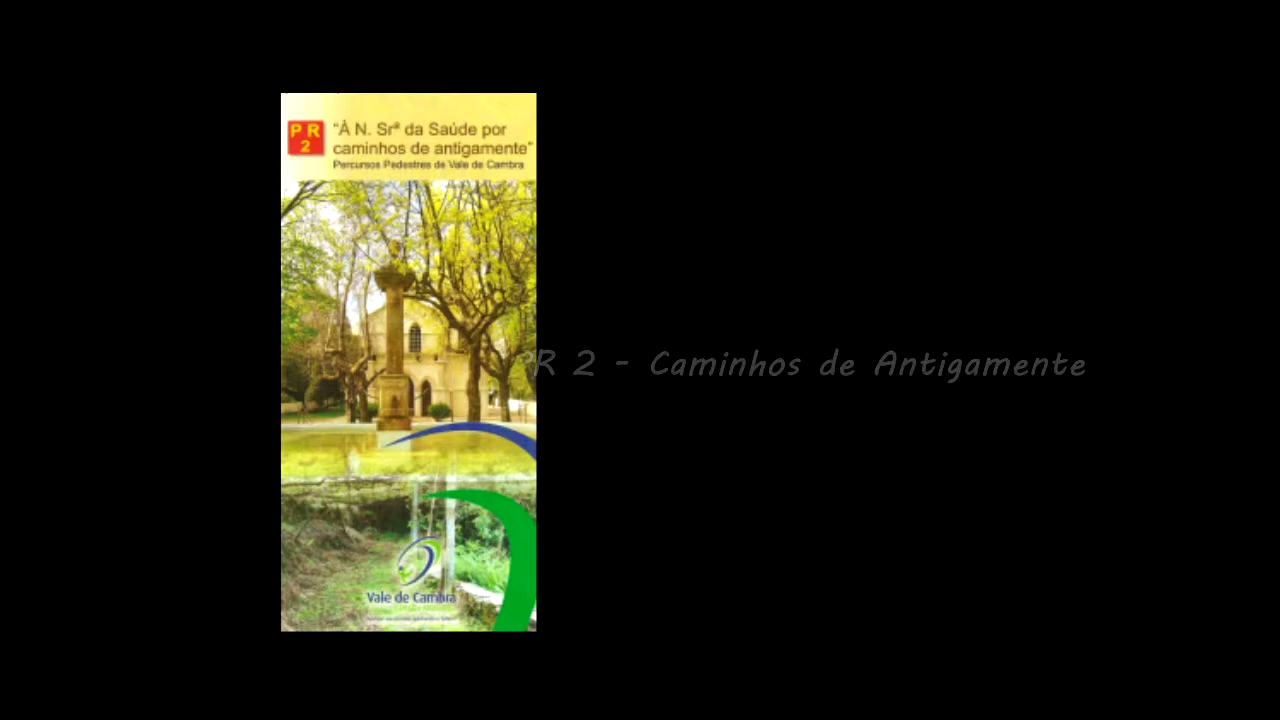 P R
2
"À N. Srª da Saúde por
caminhos de antigamente"
Percursos Pedestres de Vale de Cambra
PR 2 - Caminhos de Antigamente
Vale de Cambra